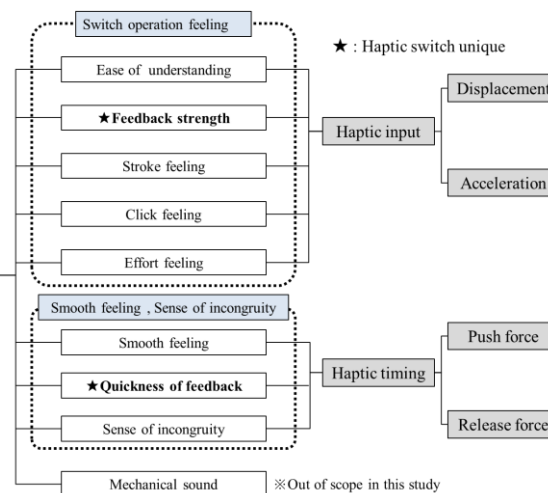 Switch operation feeling
★ : Haptic switch unique
Ease of understanding
★Feedback strength
Stroke feeling
Click feeling
Effort feeling
Haptic input
Displacement
Acceleration
Smooth feeling , Sense of incongruity
Smooth feeling
★Quickness of feedback
Sense of incongruity
Haptic timing
Push force
Release force
Mechanical sound
※Out of scope in this study